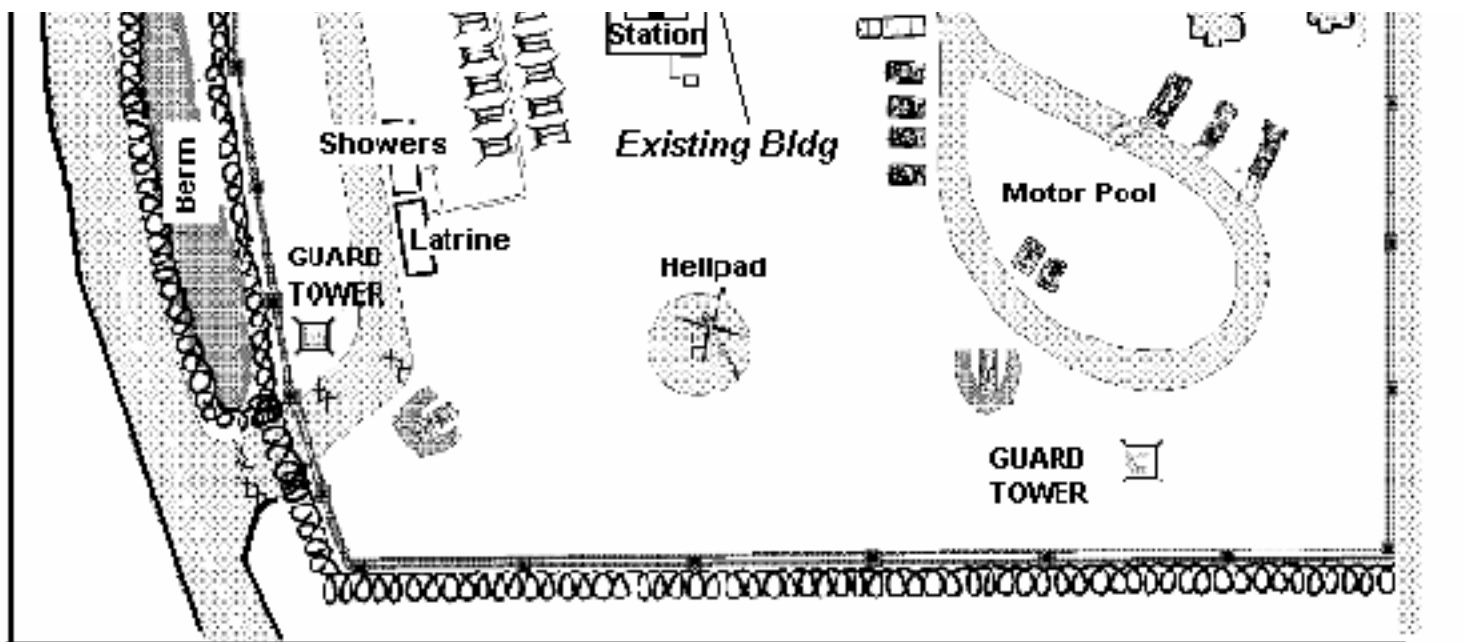 Station
Showers
Existing Bldg
Berm
Motor Pool
Latrine
GUARD
TOWER
Helipad
GUARD
TOWER